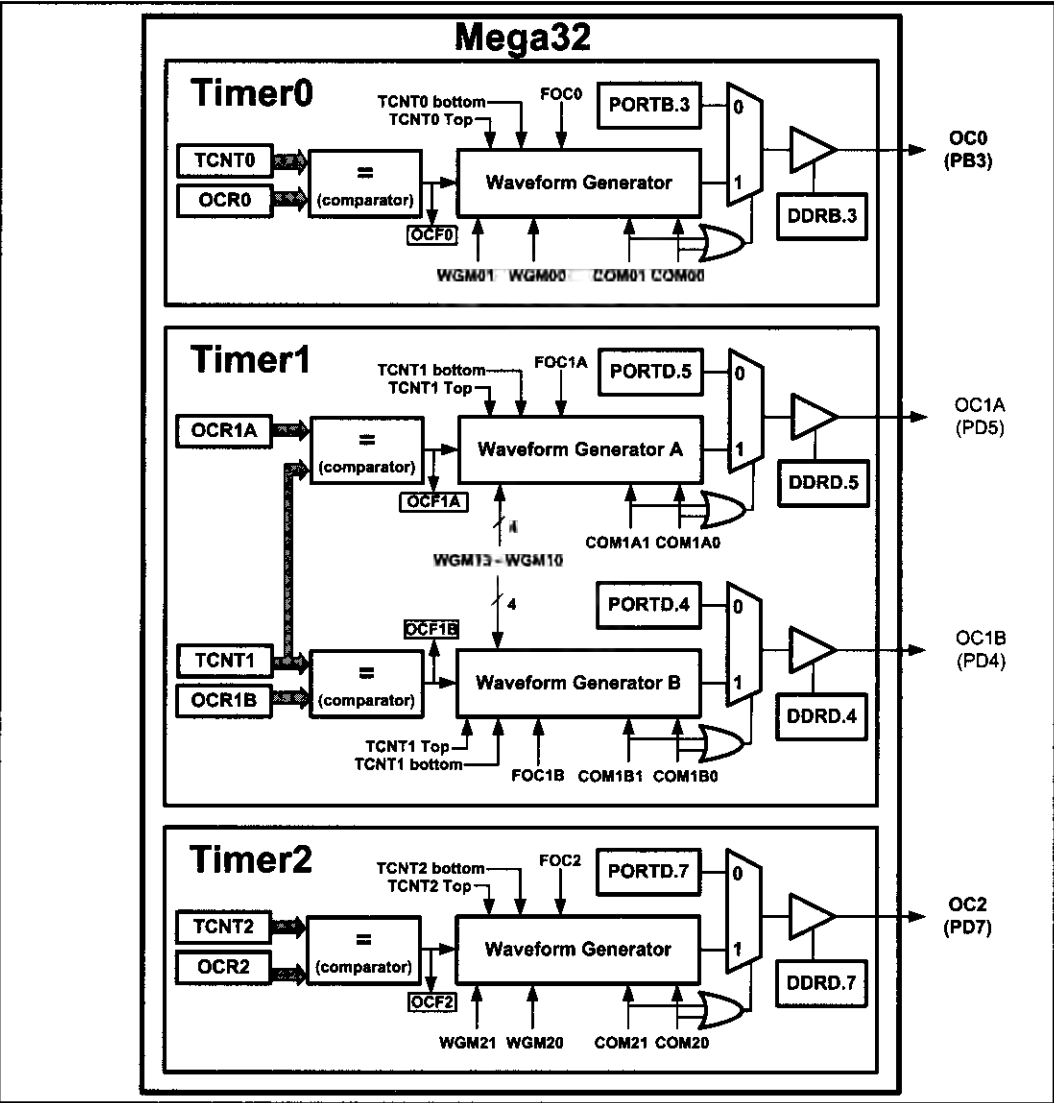 Mega32
Timer0
TCNT0 bottom
TCNT0 Top
FOC0
PORTB.3
0
OC0
(PB3)
TCNT0
OCR0
=
(comparator)
Waveform Generator
1
DDRB.3
OCF0
WGM01
WGM00
COM01
COM00
Timer1
TCNT1 bottom
TCNT1 Top
FOC1A
PORTD.5
0
OC1A
(PD5)
OCR1A
=
(comparator)
Waveform Generator A
1
DDRD.5
OCF1A
COM1A1
COM1A0
WGM13 - WGM10
4
PORTD.4
0
OCF1B
OC1B
(PD4)
TCNT1
OCR1B
=
(comparator)
Waveform Generator B
1
DDRD.4
TCNT1 Top
TCNT1 bottom
FOC1B
COM1B1
COM1B0
Timer2
TCNT2 bottom
TCNT2 Top
FOC2
PORTD.7
0
OC2
(PD7)
TCNT2
OCR2
=
(comparator)
Waveform Generator
1
DDRD.7
OCF2
WGM21
WGM20
COM21
COM20